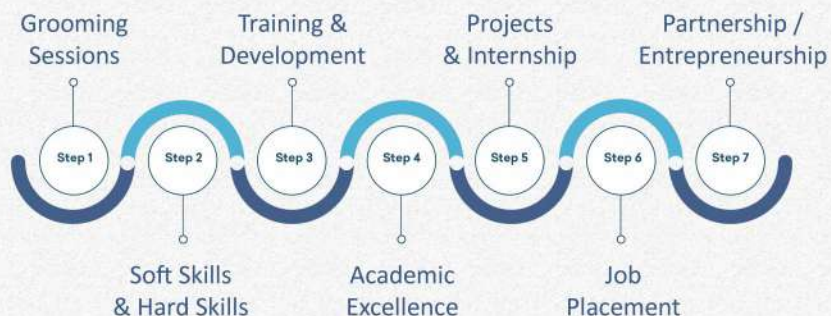 Grooming
Sessions
Training &
Development
Projects
& Internship
Partnership /
Entrepreneurship
Step 1
Step 2
Step 3
Step 4
Step 5
Step 6
Step 7
Soft Skills
& Hard Skills
Academic
Excellence
Job
Placement